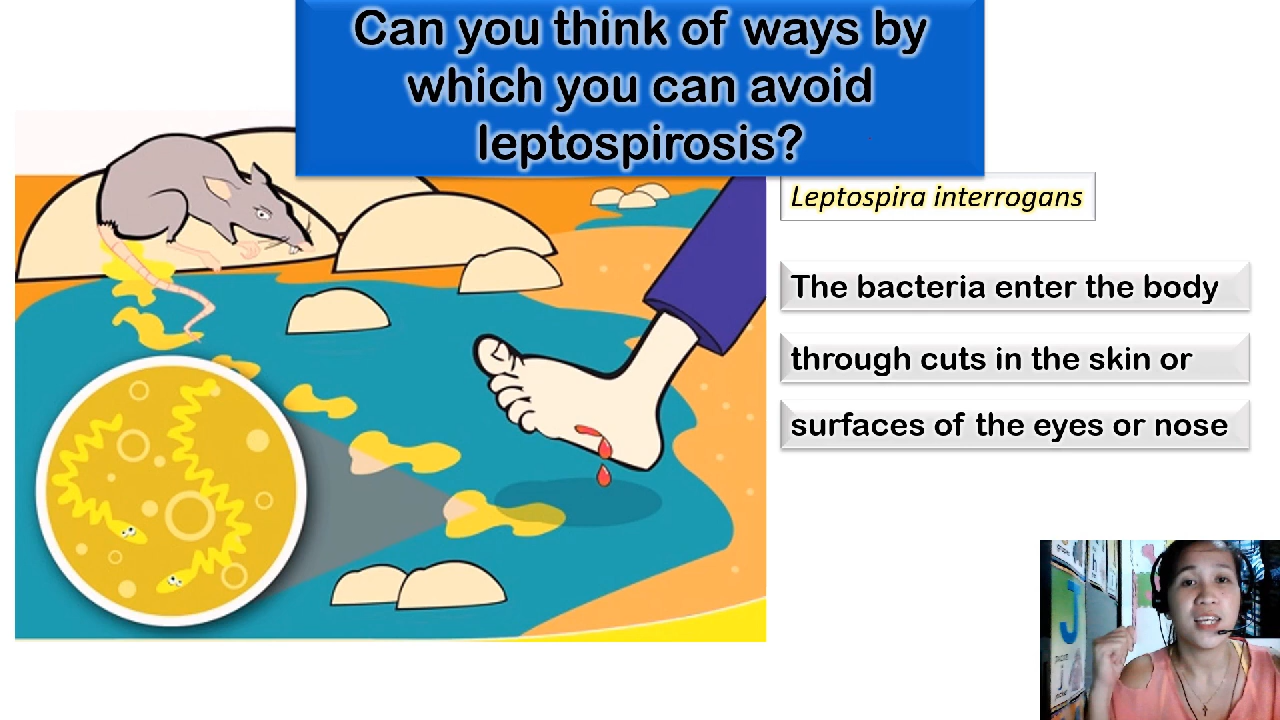 Can you think of ways by
which you can avoid
leptospirosis?
Leptospira interrogans
The bacteria enter the body
through cuts in the skin or
surfaces of the eyes or nose
J